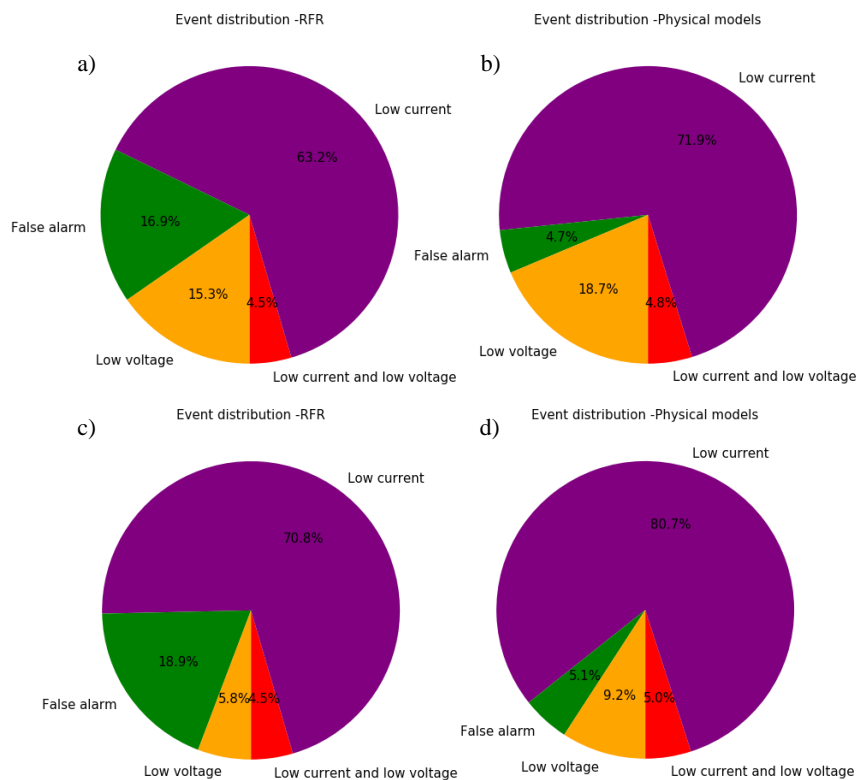 Event distribution -RFR
a)
Low current
63.2%
False alarm
16.9%
15.3%
4.5%
Low voltage
Low current and low voltage
Event distribution -Physical models
b)
Low current
71.9%
False alarm
4.7%
18.7%
4.8%
Low voltage
Low current and low voltage
Event distribution -RFR
c)
Low current
70.8%
18.9%
5.8%
4.5%
False alarm
Low voltage
Low current and low voltage
Event distribution -Physical models
d)
Low current
80.7%
5.1%
9.2%
5.0%
False alarm
Low voltage
Low current and low voltage